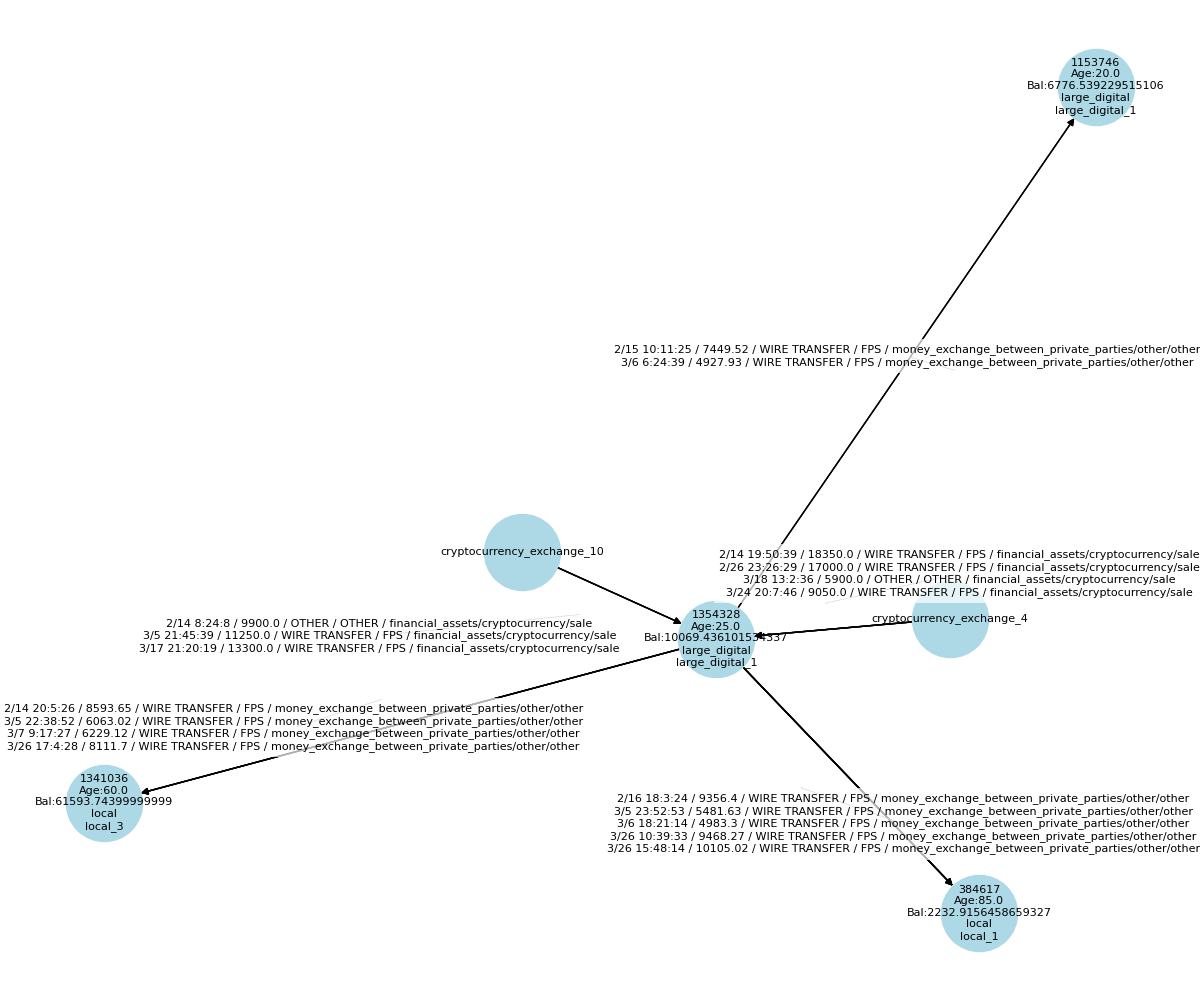 1153746
Age:20.0
Bal:6776.539229515106
large_digital
large_digital_1
2/15 10:11:25 / 7449.52 / WIRE TRANSFER / FPS / money_exchange_between_private_parties/other/other
3/6 6:24:39 / 4927.93 / WIRE TRANSFER / FPS / money_exchange_between_private_parties/other/other
cryptocurrency_exchange_10
2/14 19:50:39 / 18350.0 / WIRE TRANSFER / FPS / financial_assets/cryptocurrency/sale
2/26 23:26:29 / 17000.0 / WIRE TRANSFER / FPS / financial_assets/cryptocurrency/sale
3/18 13:2:36 / 5900.0 / OTHER / OTHER / financial_assets/cryptocurrency/sale
3/24 20:7:46 / 9050.0 / WIRE TRANSFER / FPS / financial_assets/cryptocurrency/sale
cryptocurrency_exchange_4
1354328
Age:25.0
Bal:10069.436101534337
large_digital
large_digital_1
2/14 8:24:8 / 9900.0 / OTHER / OTHER / financial_assets/cryptocurrency/sale
3/5 21:45:39 / 11250.0 / WIRE TRANSFER / FPS / financial_assets/cryptocurrency/sale
3/17 21:20:19 / 13300.0 / WIRE TRANSFER / FPS / financial_assets/cryptocurrency/sale
2/14 20:5:26 / 8593.65 / WIRE TRANSFER / FPS / money_exchange_between_private_parties/other/other
3/5 22:38:52 / 6063.02 / WIRE TRANSFER / FPS / money_exchange_between_private_parties/other/other
3/7 9:17:27 / 6229.12 / WIRE TRANSFER / FPS / money_exchange_between_private_parties/other/other
3/26 17:4:28 / 8111.7 / WIRE TRANSFER / FPS / money_exchange_between_private_parties/other/other
1341036
Age:60.0
Bal:61593.74399999999
local
local_3
2/16 18:3:24 / 9356.4 / WIRE TRANSFER / FPS / money_exchange_between_private_parties/other/other
3/5 23:52:53 / 5481.63 / WIRE TRANSFER / FPS / money_exchange_between_private_parties/other/other
3/6 18:21:14 / 4983.3 / WIRE TRANSFER / FPS / money_exchange_between_private_parties/other/other
3/26 10:39:33 / 9468.27 / WIRE TRANSFER / FPS / money_exchange_between_private_parties/other/other
3/26 15:48:14 / 10105.02 / WIRE TRANSFER / FPS / money_exchange_between_private_parties/other/other
384617
Age:85.0
Bal:2232.9156458659327
local
local_1